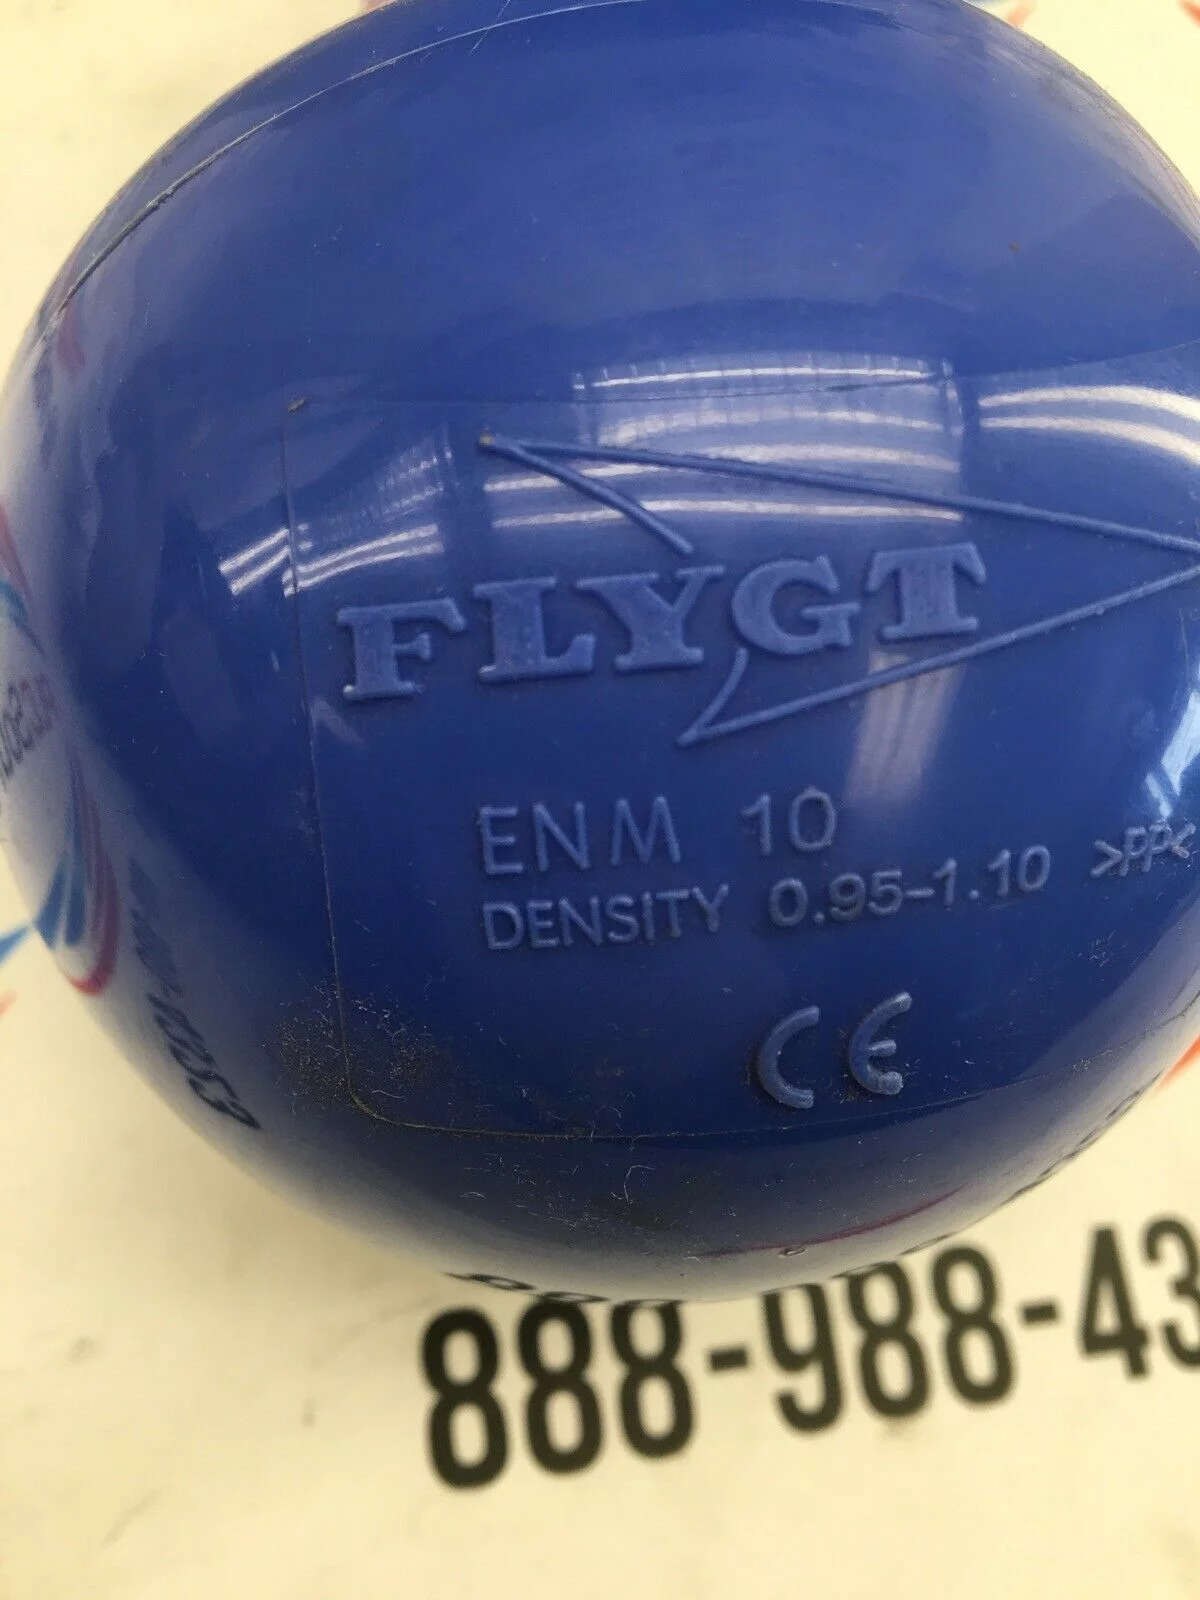 FLYGT
ENM 10
DENSITY 0.95-1.10 >PP<
CE
888-988-43